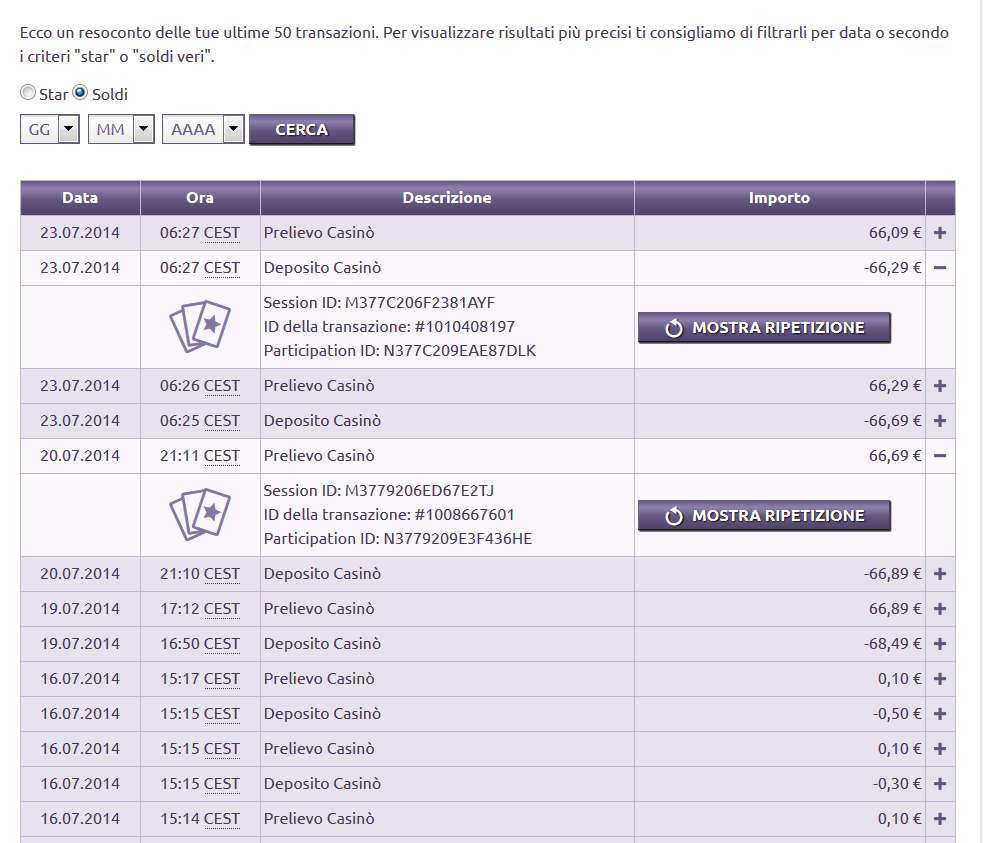 Ecco un resoconto delle tue ultime 50 transazioni. Per visualizzare risultati più precisi ti consigliamo di filtrarli per data o secondo
i criteri "star" o "soldi veri".
Star Soldi
GG MM AAAA CERCA
Data Ora Descrizione Importo
23.07.2014 06:27 CEST Prelievo Casinò 66,09 € +
23.07.2014 06:27 CEST Deposito Casinò -66,29 € −
Session ID: M377C206F2381AYF
ID della transazione: #1010408197
MOSTRA RIPETIZIONE
Participation ID: N377C209EAE87DLK
23.07.2014 06:26 CEST Prelievo Casinò 66,29 € +
23.07.2014 06:25 CEST Deposito Casinò -66,69 € +
20.07.2014 21:11 CEST Prelievo Casinò 66,69 € −
Session ID: M3779206ED67E2TJ
ID della transazione: #1008667601
MOSTRA RIPETIZIONE
Participation ID: N3779209E3F436HE
20.07.2014 21:10 CEST Deposito Casinò -66,89 € +
19.07.2014 17:12 CEST Prelievo Casinò 66,89 € +
19.07.2014 16:50 CEST Deposito Casinò -68,49 € +
16.07.2014 15:17 CEST Prelievo Casinò 0,10 € +
16.07.2014 15:15 CEST Deposito Casinò -0,50 € +
16.07.2014 15:15 CEST Prelievo Casinò 0,10 € +
16.07.2014 15:15 CEST Deposito Casinò -0,30 € +
16.07.2014 15:14 CEST Prelievo Casinò 0,10 € +